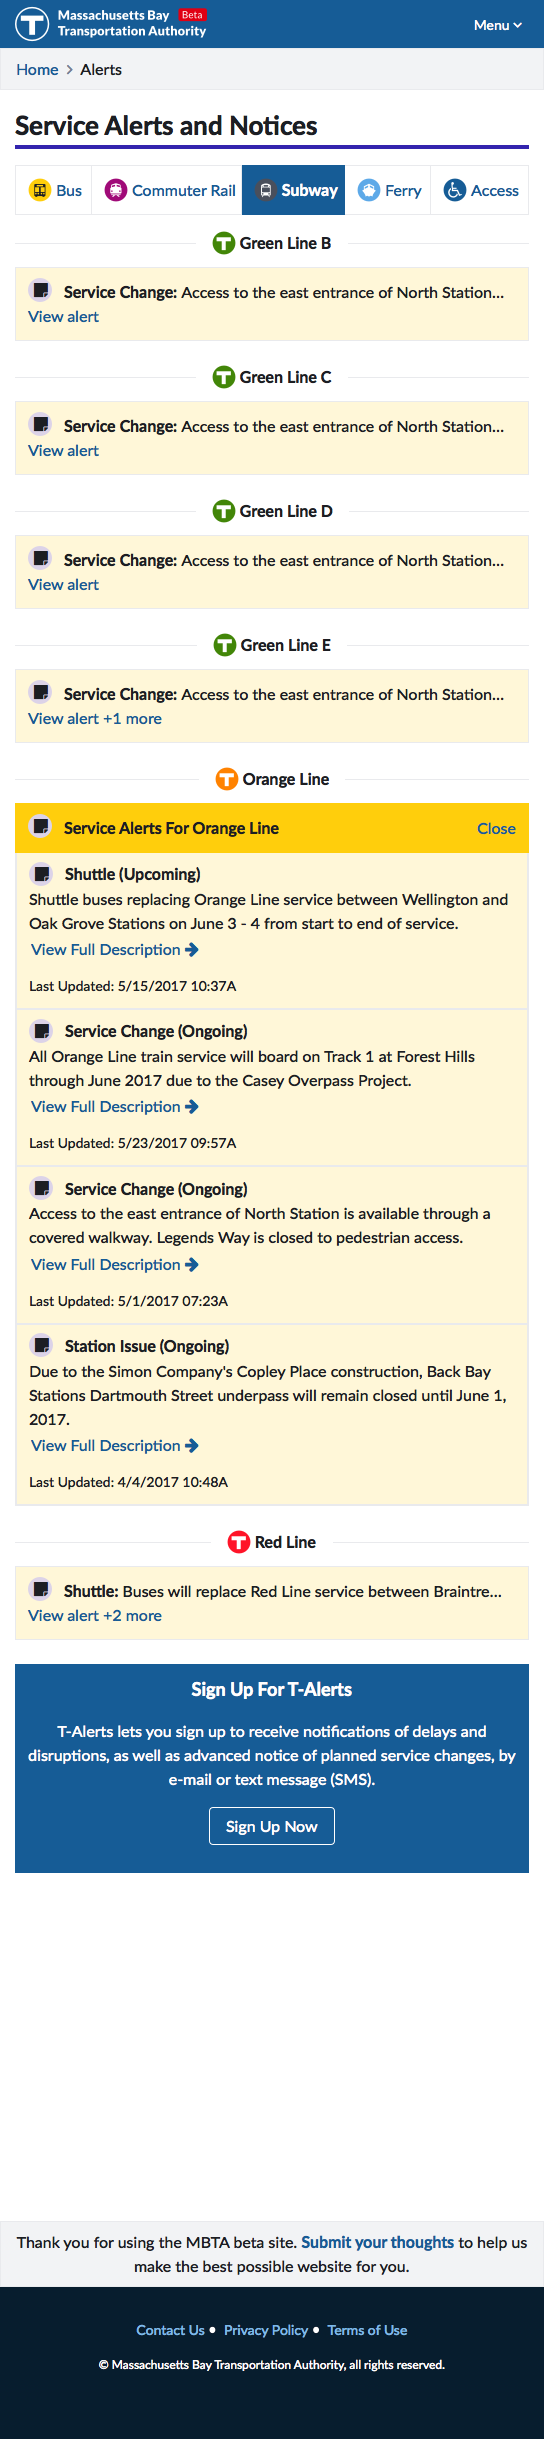 Massachusetts Bay Beta
Transportation Authority
Menu
Home > Alerts
Service Alerts and Notices
Bus Commuter Rail Subway Ferry Access
T Green Line B
Service Change: Access to the east entrance of North Station...
View alert
T Green Line C
Service Change: Access to the east entrance of North Station...
View alert
T Green Line D
Service Change: Access to the east entrance of North Station...
View alert
T Green Line E
Service Change: Access to the east entrance of North Station...
View alert +1 more
T Orange Line
Service Alerts For Orange Line Close
Shuttle (Upcoming)
Shuttle buses replacing Orange Line service between Wellington and
Oak Grove Stations on June 3 - 4 from start to end of service.
View Full Description
Last Updated: 5/15/2017 10:37A
Service Change (Ongoing)
All Orange Line train service will board on Track 1 at Forest Hills
through June 2017 due to the Casey Overpass Project.
View Full Description
Last Updated: 5/23/2017 09:57A
Service Change (Ongoing)
Access to the east entrance of North Station is available through a
covered walkway. Legends Way is closed to pedestrian access.
View Full Description
Last Updated: 5/1/2017 07:23A
Station Issue (Ongoing)
Due to the Simon Company's Copley Place construction, Back Bay
Stations Dartmouth Street underpass will remain closed until June 1,
2017.
View Full Description
Last Updated: 4/4/2017 10:48A
T Red Line
Shuttle: Buses will replace Red Line service between Braintre...
View alert +2 more
Sign Up For T-Alerts
T-Alerts lets you sign up to receive notifications of delays and
disruptions, as well as advanced notice of planned service changes, by
e-mail or text message (SMS).
Sign Up Now
Thank you for using the MBTA beta site. Submit your thoughts to help us
make the best possible website for you.
Contact Us • Privacy Policy • Terms of Use
© Massachusetts Bay Transportation Authority, all rights reserved.